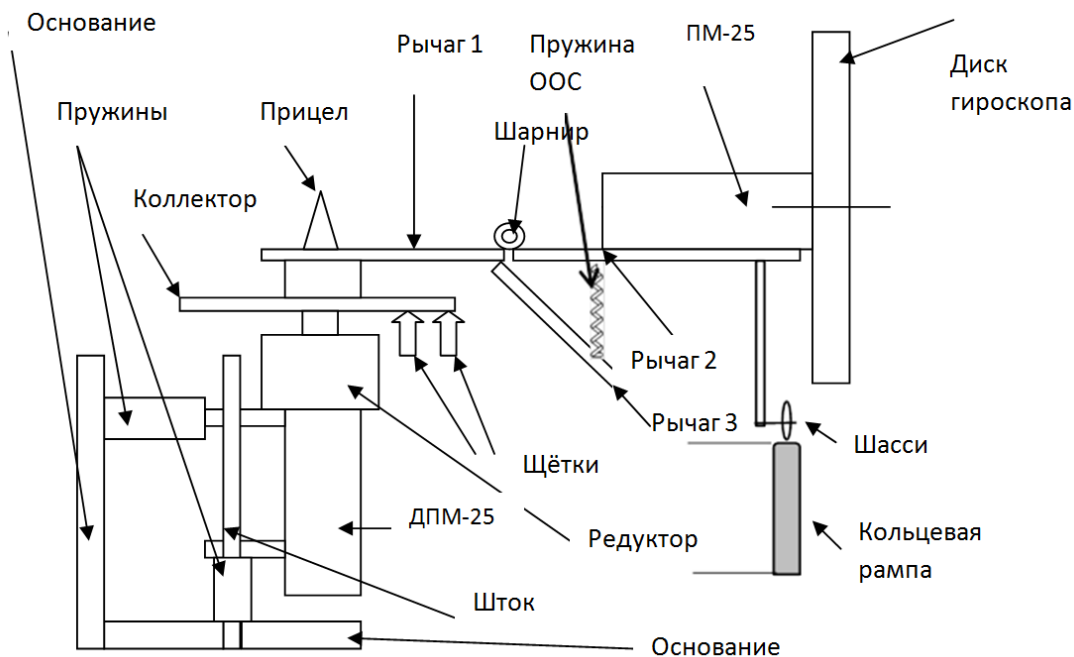 Основание
Рычаг 1
Пружина
ООС
ПМ-25
Диск
гироскопа
Пружины
Прицел
Шарнир
Коллектор
Рычаг 2
Рычаг 3
Шасси
Щётки
ДПМ-25
Редуктор
Кольцевая
рампа
Шток
Основание